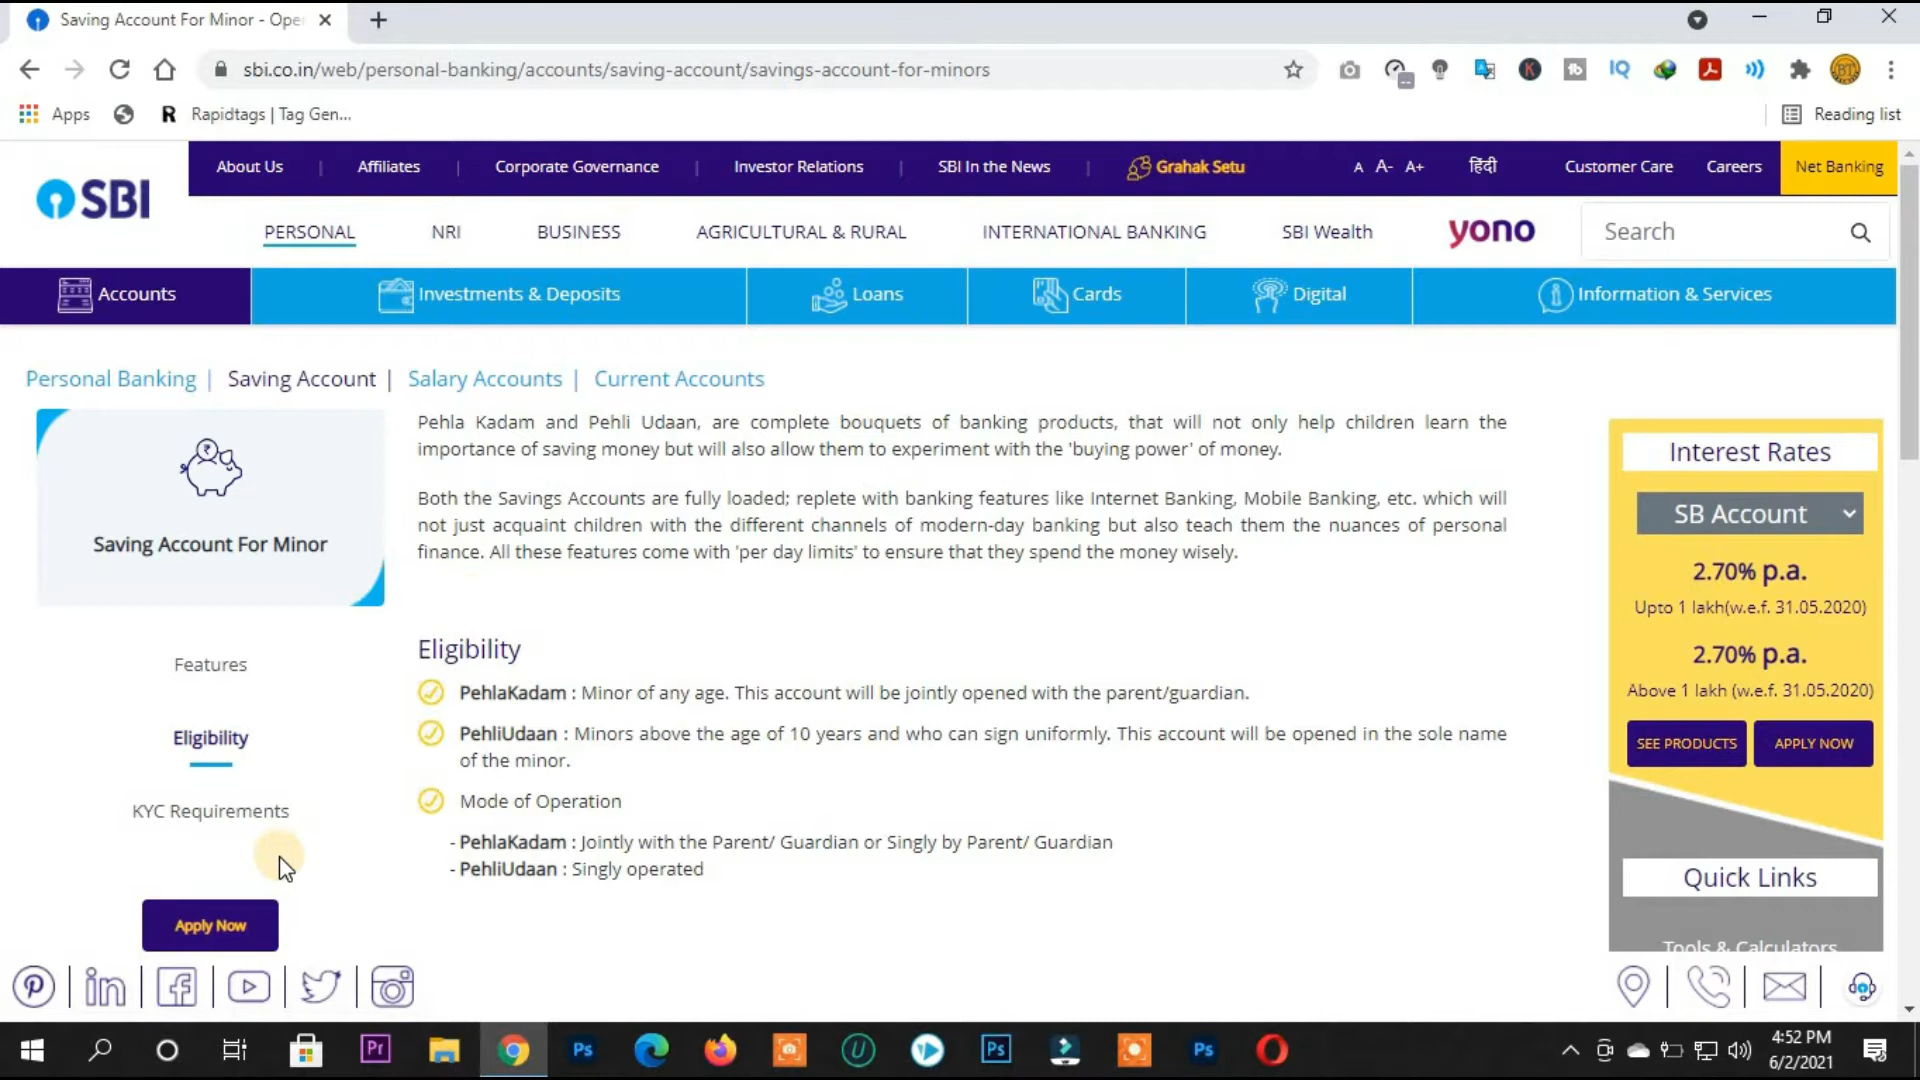 Saving Account For Minor - Ope
sbi.co.in/web/personal-banking/accounts/saving-account/savings-account-for-minors
Apps
R Rapidtags | Tag Gen...
Reading list
About Us | Affiliates | Corporate Governance | Investor Relations | SBI In the News | Grahak Setu
A A- A+
हिंदी
Customer Care
Careers
Net Banking
SBI
PERSONAL
NRI
BUSINESS
AGRICULTURAL & RURAL
INTERNATIONAL BANKING
SBI Wealth
yono
Search
Accounts
Investments & Deposits
Loans
Cards
Digital
Information & Services
Personal Banking | Saving Account | Salary Accounts | Current Accounts
Saving Account For Minor
Features
Eligibility
KYC Requirements
Apply Now
Pehla Kadam and Pehli Udaan, are complete bouquets of banking products, that will not only help children learn the
importance of saving money but will also allow them to experiment with the 'buying power' of money.
Both the Savings Accounts are fully loaded; replete with banking features like Internet Banking, Mobile Banking, etc. which will
not just acquaint children with the different channels of modern-day banking but also teach them the nuances of personal
finance. All these features come with 'per day limits' to ensure that they spend the money wisely.
Eligibility
PehlaKadam : Minor of any age. This account will be jointly opened with the parent/guardian.
PehliUdaan : Minors above the age of 10 years and who can sign uniformly. This account will be opened in the sole name
of the minor.
Mode of Operation
- PehlaKadam : Jointly with the Parent/ Guardian or Singly by Parent/ Guardian
- PehliUdaan : Singly operated
Interest Rates
SB Account
2.70% p.a.
Upto 1 lakh(w.e.f. 31.05.2020)
2.70% p.a.
Above 1 lakh (w.e.f. 31.05.2020)
SEE PRODUCTS
APPLY NOW
Quick Links
Tools & Calculators
4:52 PM
6/2/2021